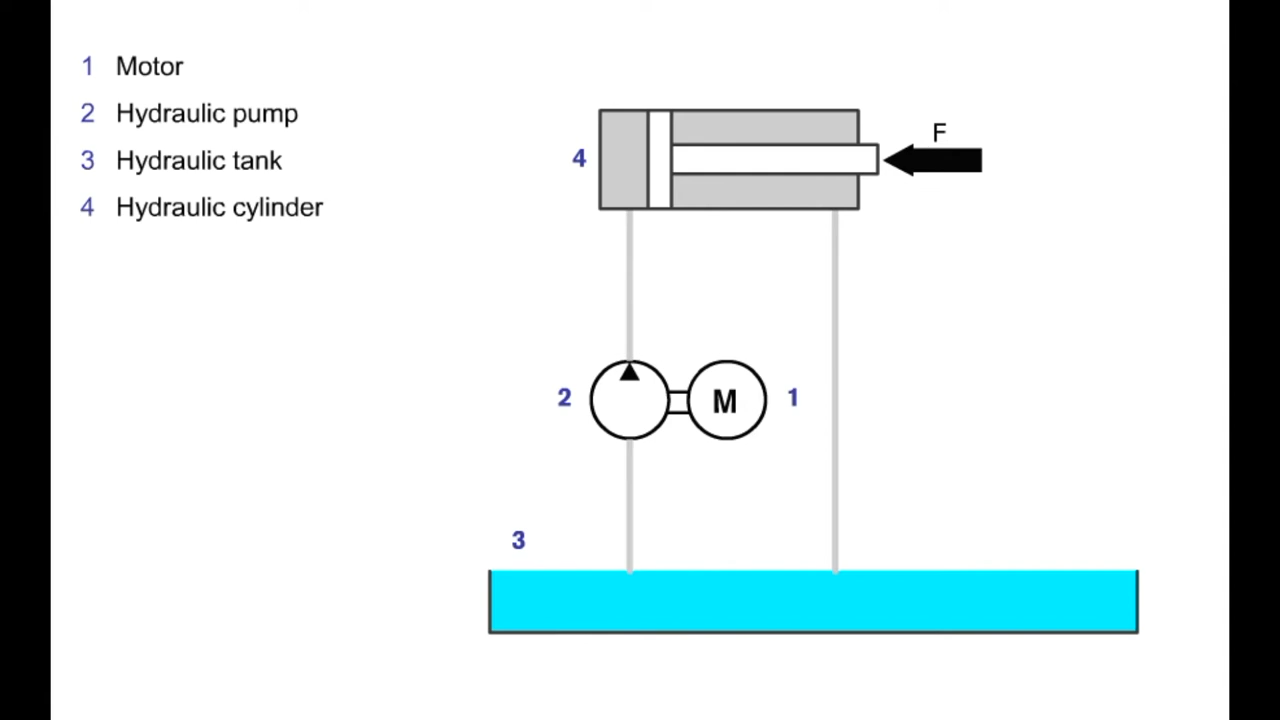 1 Motor
2 Hydraulic pump
3 Hydraulic tank
4 Hydraulic cylinder
4
F
2
M
1
3